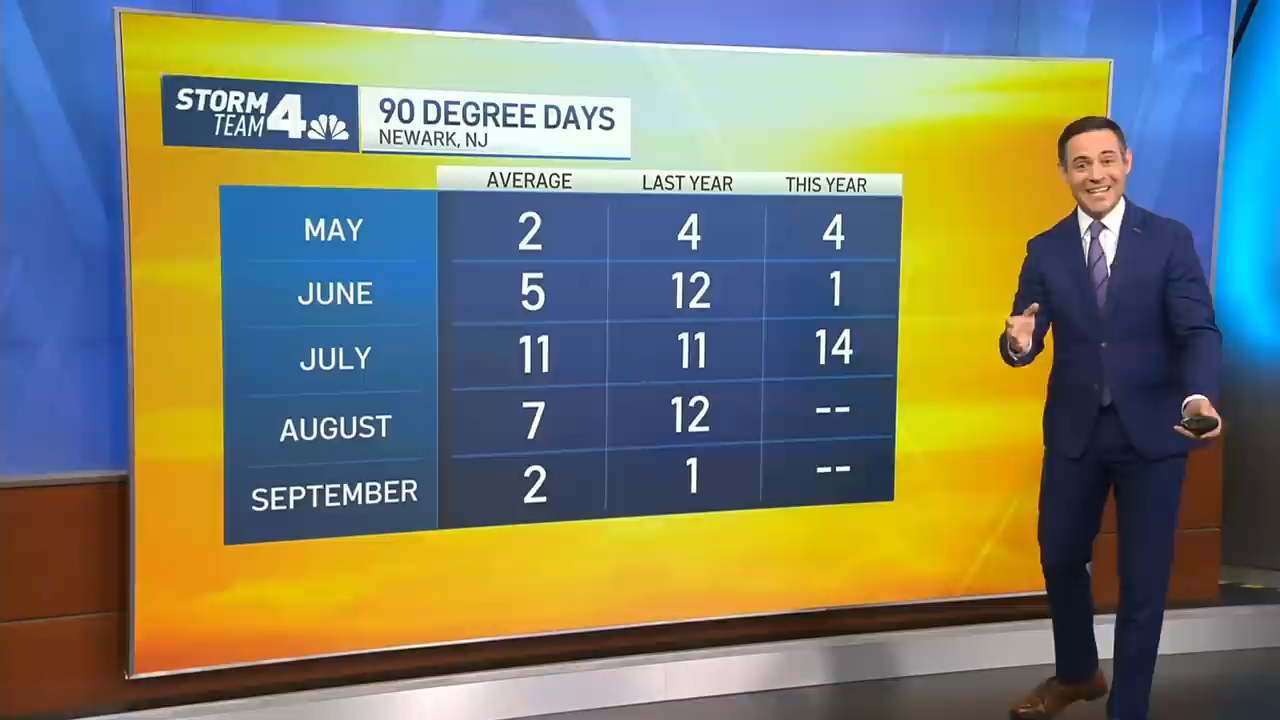 STORM
TEAM 4
90 DEGREE DAYS
NEWARK, NJ
AVERAGE LAST YEAR THIS YEAR
MAY 2 4 4
JUNE 5 12 1
JULY 11 11 14
AUGUST 7 12 --
SEPTEMBER 2 1 --